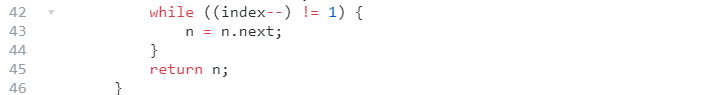 42 while ((index--) != 1) {
43 n = n.next;
44 }
45 return n;
46 }